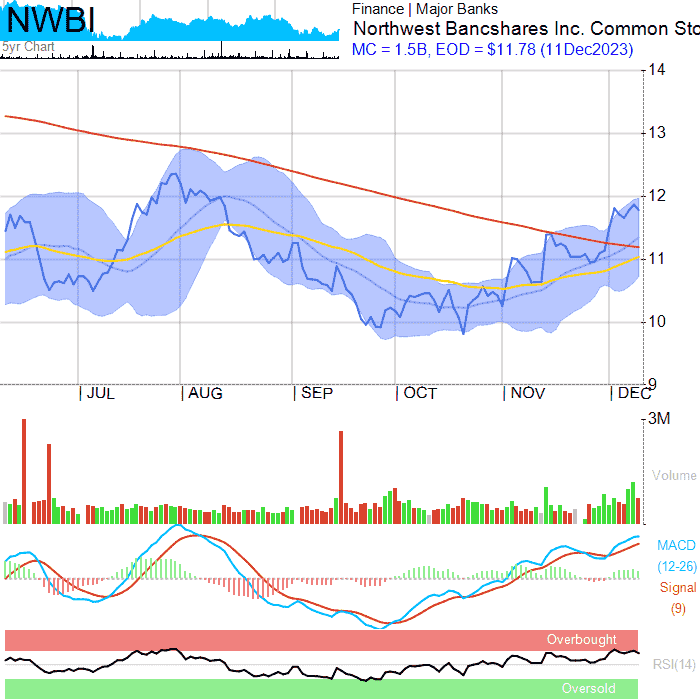 NWBI
5yr Chart
Finance | Major Banks
Northwest Bancshares Inc. Common Sto
MC = 1.5B, EOD = $11.78 (11Dec2023)
14
13
12
11
10
9
| JUL | AUG | SEP | OCT | NOV | DEC
3M
Volume
MACD
(12-26)
Signal
(9)
Overbought
RSI(14)
Oversold